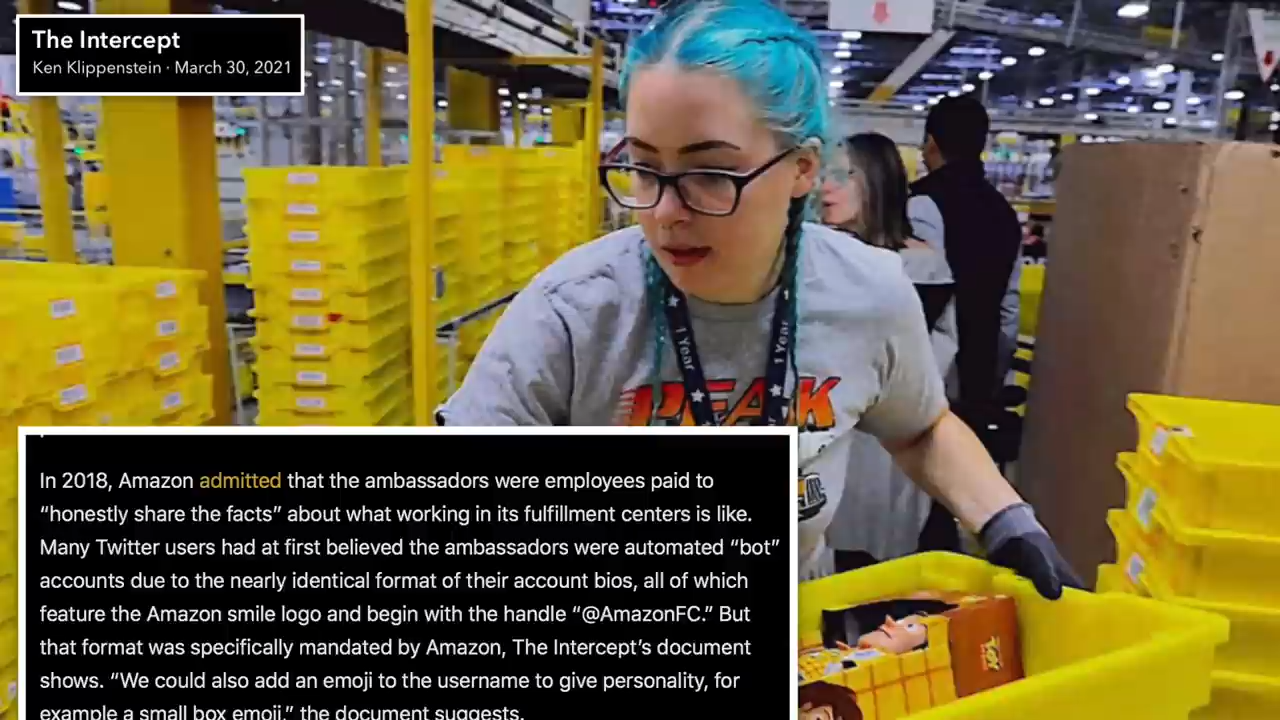 The Intercept
Ken Klippenstein · March 30, 2021
1 Year
1 Year
PEAK
In 2018, Amazon admitted that the ambassadors were employees paid to
“honestly share the facts” about what working in its fulfillment centers is like.
Many Twitter users had at first believed the ambassadors were automated “bot”
accounts due to the nearly identical format of their account bios, all of which
feature the Amazon smile logo and begin with the handle “@AmazonFC.” But
that format was specifically mandated by Amazon, The Intercept’s document
shows. “We could also add an emoji to the username to give personality, for
example a small box emoji,” the document suggests.